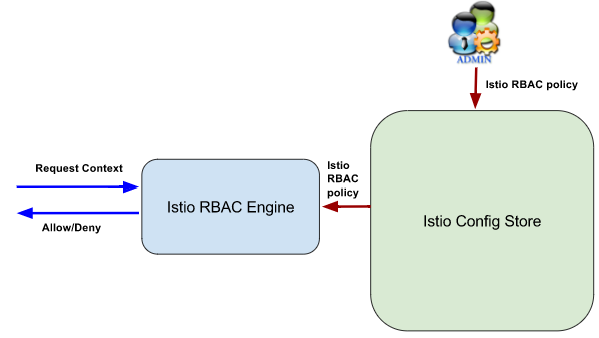 ADMIN
Istio RBAC policy
Request Context
Allow/Deny
Istio RBAC Engine
Istio
RBAC
policy
Istio Config Store